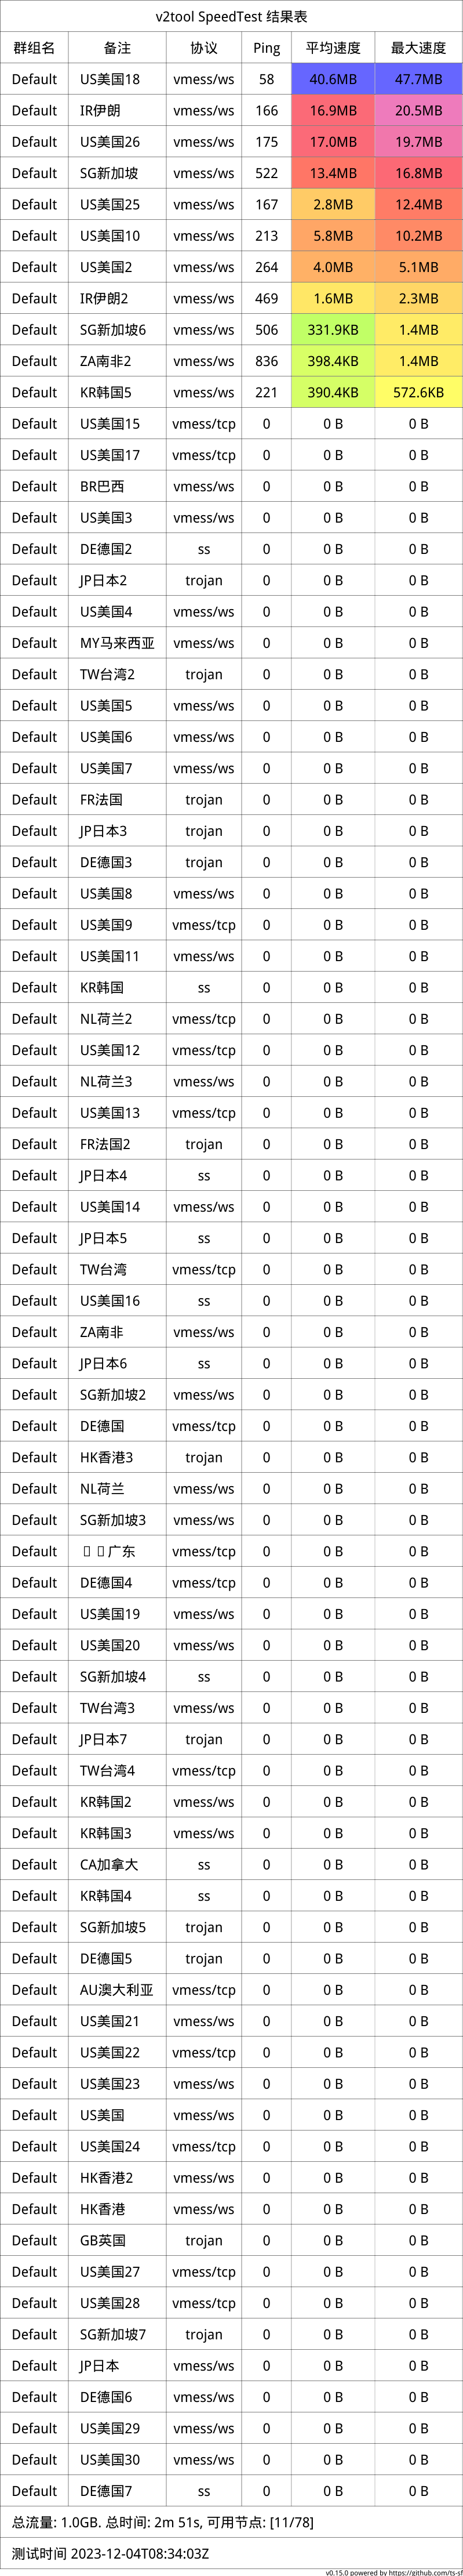 v2tool SpeedTest 结果表
群组名 备注 协议 Ping 平均速度 最大速度
Default US美国18 vmess/ws 58 40.6MB 47.7MB
Default IR伊朗 vmess/ws 166 16.9MB 20.5MB
Default US美国26 vmess/ws 175 17.0MB 19.7MB
Default SG新加坡 vmess/ws 522 13.4MB 16.8MB
Default US美国25 vmess/ws 167 2.8MB 12.4MB
Default US美国10 vmess/ws 213 5.8MB 10.2MB
Default US美国2 vmess/ws 264 4.0MB 5.1MB
Default IR伊朗2 vmess/ws 469 1.6MB 2.3MB
Default SG新加坡6 vmess/ws 506 331.9KB 1.4MB
Default ZA南非2 vmess/ws 836 398.4KB 1.4MB
Default KR韩国5 vmess/ws 221 390.4KB 572.6KB
Default US美国15 vmess/tcp 0 0 B 0 B
Default US美国17 vmess/tcp 0 0 B 0 B
Default BR巴西 vmess/ws 0 0 B 0 B
Default US美国3 vmess/ws 0 0 B 0 B
Default DE德国2 ss 0 0 B 0 B
Default JP日本2 trojan 0 0 B 0 B
Default US美国4 vmess/ws 0 0 B 0 B
Default MY马来西亚 vmess/ws 0 0 B 0 B
Default TW台湾2 trojan 0 0 B 0 B
Default US美国5 vmess/ws 0 0 B 0 B
Default US美国6 vmess/ws 0 0 B 0 B
Default US美国7 vmess/ws 0 0 B 0 B
Default FR法国 trojan 0 0 B 0 B
Default JP日本3 trojan 0 0 B 0 B
Default DE德国3 trojan 0 0 B 0 B
Default US美国8 vmess/ws 0 0 B 0 B
Default US美国9 vmess/tcp 0 0 B 0 B
Default US美国11 vmess/ws 0 0 B 0 B
Default KR韩国 ss 0 0 B 0 B
Default NL荷兰2 vmess/tcp 0 0 B 0 B
Default US美国12 vmess/tcp 0 0 B 0 B
Default NL荷兰3 vmess/ws 0 0 B 0 B
Default US美国13 vmess/tcp 0 0 B 0 B
Default FR法国2 trojan 0 0 B 0 B
Default JP日本4 ss 0 0 B 0 B
Default US美国14 vmess/ws 0 0 B 0 B
Default JP日本5 ss 0 0 B 0 B
Default TW台湾 vmess/tcp 0 0 B 0 B
Default US美国16 ss 0 0 B 0 B
Default ZA南非 vmess/ws 0 0 B 0 B
Default JP日本6 ss 0 0 B 0 B
Default SG新加坡2 vmess/ws 0 0 B 0 B
Default DE德国 vmess/tcp 0 0 B 0 B
Default HK香港3 trojan 0 0 B 0 B
Default NL荷兰 vmess/ws 0 0 B 0 B
Default SG新加坡3 vmess/ws 0 0 B 0 B
Default 广东 vmess/tcp 0 0 B 0 B
Default DE德国4 vmess/tcp 0 0 B 0 B
Default US美国19 vmess/ws 0 0 B 0 B
Default US美国20 vmess/ws 0 0 B 0 B
Default SG新加坡4 ss 0 0 B 0 B
Default TW台湾3 vmess/ws 0 0 B 0 B
Default JP日本7 trojan 0 0 B 0 B
Default TW台湾4 vmess/tcp 0 0 B 0 B
Default KR韩国2 vmess/ws 0 0 B 0 B
Default KR韩国3 vmess/ws 0 0 B 0 B
Default CA加拿大 ss 0 0 B 0 B
Default KR韩国4 ss 0 0 B 0 B
Default SG新加坡5 trojan 0 0 B 0 B
Default DE德国5 trojan 0 0 B 0 B
Default AU澳大利亚 vmess/tcp 0 0 B 0 B
Default US美国21 vmess/ws 0 0 B 0 B
Default US美国22 vmess/tcp 0 0 B 0 B
Default US美国23 vmess/ws 0 0 B 0 B
Default US美国 vmess/ws 0 0 B 0 B
Default US美国24 vmess/tcp 0 0 B 0 B
Default HK香港2 vmess/ws 0 0 B 0 B
Default HK香港 vmess/ws 0 0 B 0 B
Default GB英国 trojan 0 0 B 0 B
Default US美国27 vmess/tcp 0 0 B 0 B
Default US美国28 vmess/tcp 0 0 B 0 B
Default SG新加坡7 trojan 0 0 B 0 B
Default JP日本 vmess/ws 0 0 B 0 B
Default DE德国6 vmess/ws 0 0 B 0 B
Default US美国29 vmess/ws 0 0 B 0 B
Default US美国30 vmess/ws 0 0 B 0 B
Default DE德国7 ss 0 0 B 0 B
总流量: 1.0GB. 总时间: 2m 51s, 可用节点: [11/78]
测试时间 2023-12-04T08:34:03Z
v0.15.0 powered by https://github.com/ts-sf